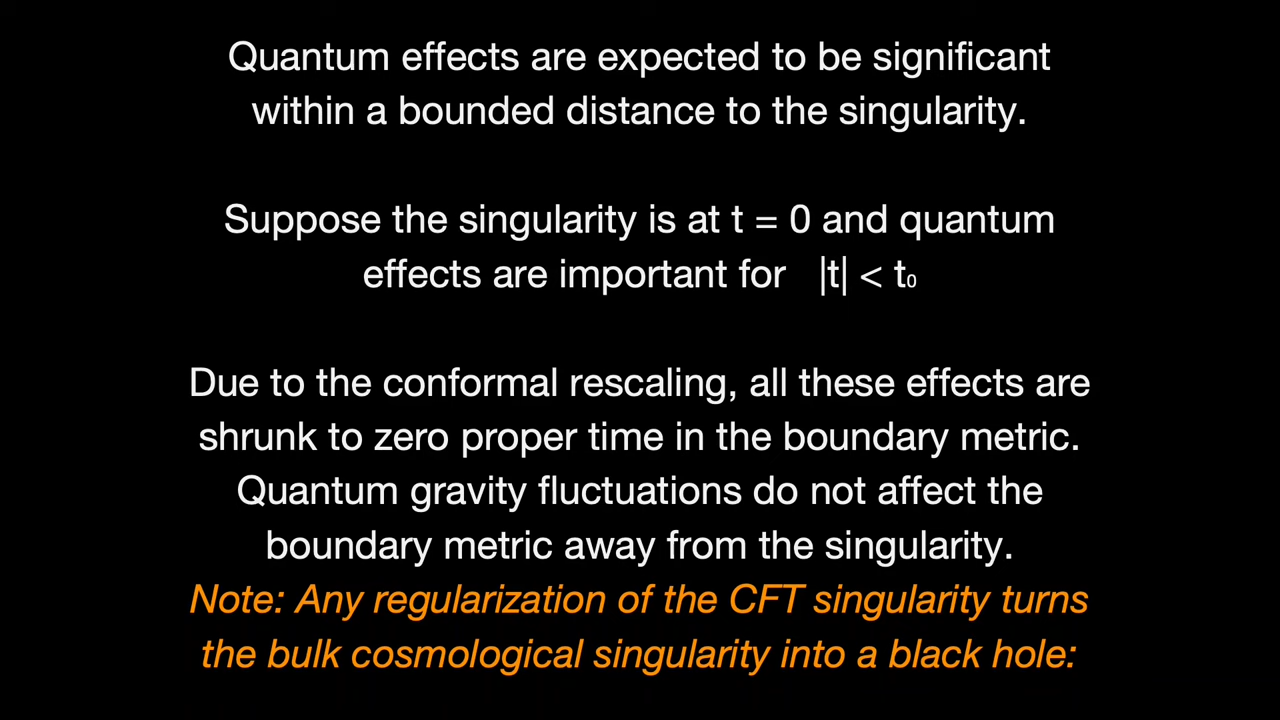 Quantum effects are expected to be significant
within a bounded distance to the singularity.
Suppose the singularity is at t = 0 and quantum
effects are important for |t| < t₀
Due to the conformal rescaling, all these effects are
shrunk to zero proper time in the boundary metric.
Quantum gravity fluctuations do not affect the
boundary metric away from the singularity.
Note: Any regularization of the CFT singularity turns
the bulk cosmological singularity into a black hole: